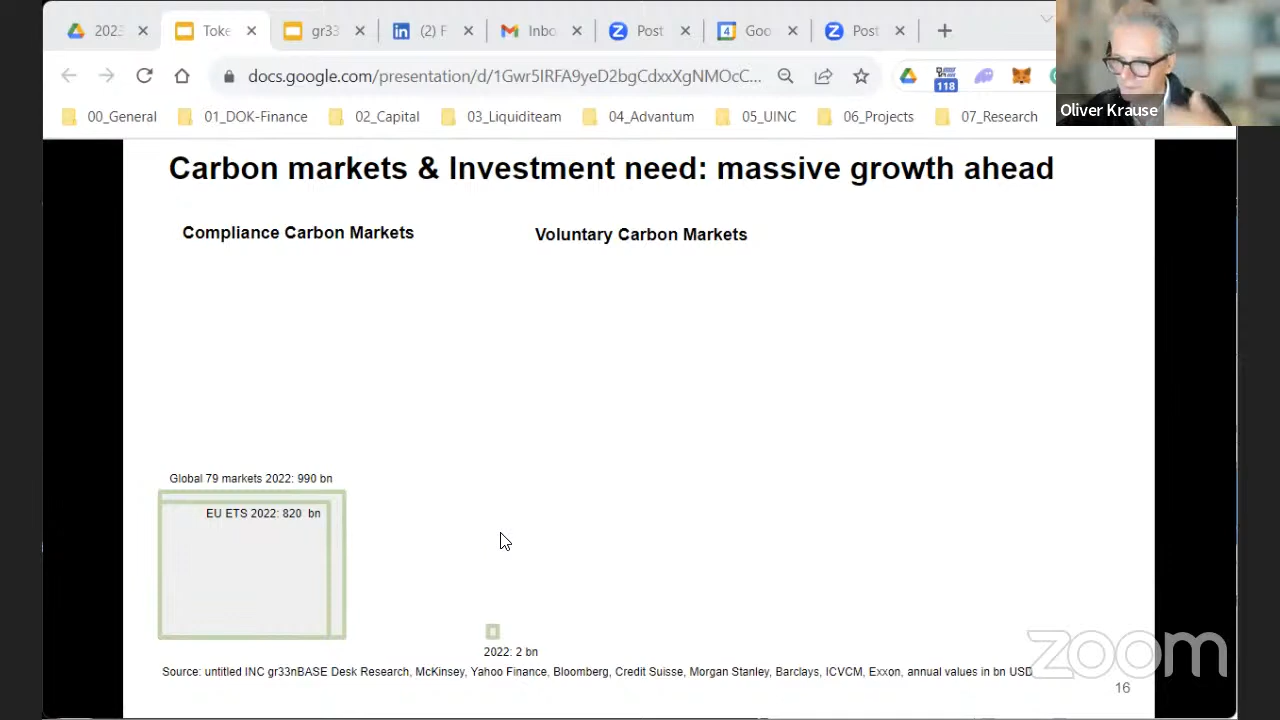 2023
Toke
gr33
(2) F
Inbo
Post
Goo
Post
docs.google.com/presentation/d/1Gwr5IRFA9yeD2bgCdxxXgNMOcC...
118
00_General
01_DOK-Finance
02_Capital
03_Liquiditeam
04_Advantum
05_UINC
06_Projects
07_Research
Oliver Krause
Carbon markets & Investment need: massive growth ahead
Compliance Carbon Markets
Voluntary Carbon Markets
Global 79 markets 2022: 990 bn
EU ETS 2022: 820 bn
2022: 2 bn
Source: untitled INC gr33nBASE Desk Research, McKinsey, Yahoo Finance, Bloomberg, Credit Suisse, Morgan Stanley, Barclays, ICVCM, Exxon, annual values in bn USD
zoom
16